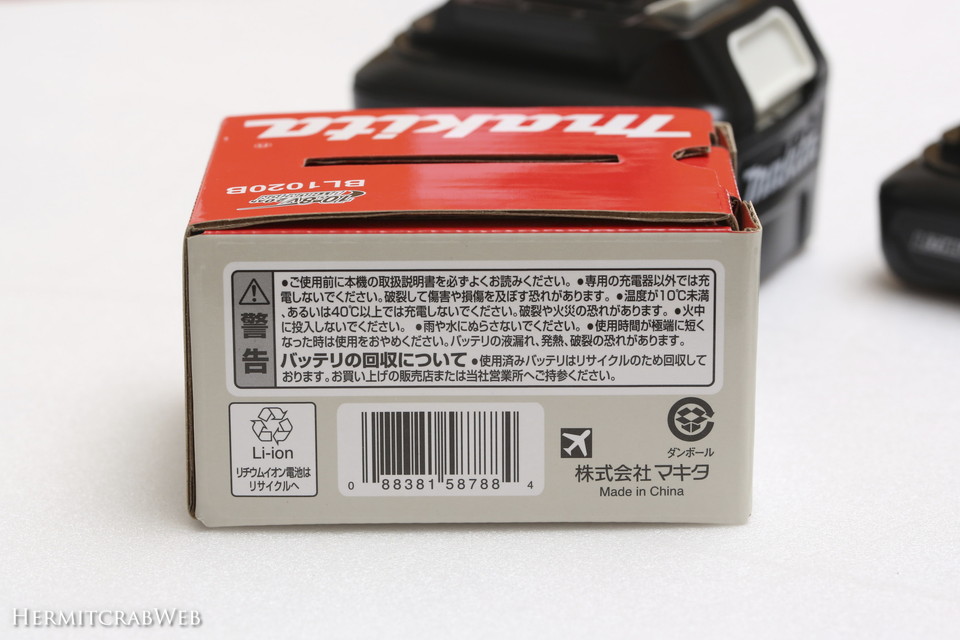 makita
®
BL1020B
10.8V
警告
●ご使用前に本機の取扱説明書を必ずよくお読みください。●専用の充電器以外では充
電しないでください。破裂して傷害や損傷を及ぼす恐れがあります。●温度が10℃未満
、あるいは40℃以上では充電しないでください。破裂や火災の恐れがあります。●火中
に投入しないでください。●雨や水にぬらさないでください。●使用時間が極端に短く
なった時は使用をおやめください。バッテリの液漏れ、発熱、破裂の恐れがあります。
バッテリの回収について●使用済みバッテリはリサイクルのため回収して
おります。お買い上げの販売店または当社営業所へご持参ください。
Li-ion
リチウムイオン電池は
リサイクルへ
0 88381 58788 4
ダンボール
株式会社 マキタ
Made in China
makita
HERMITCRABWEB